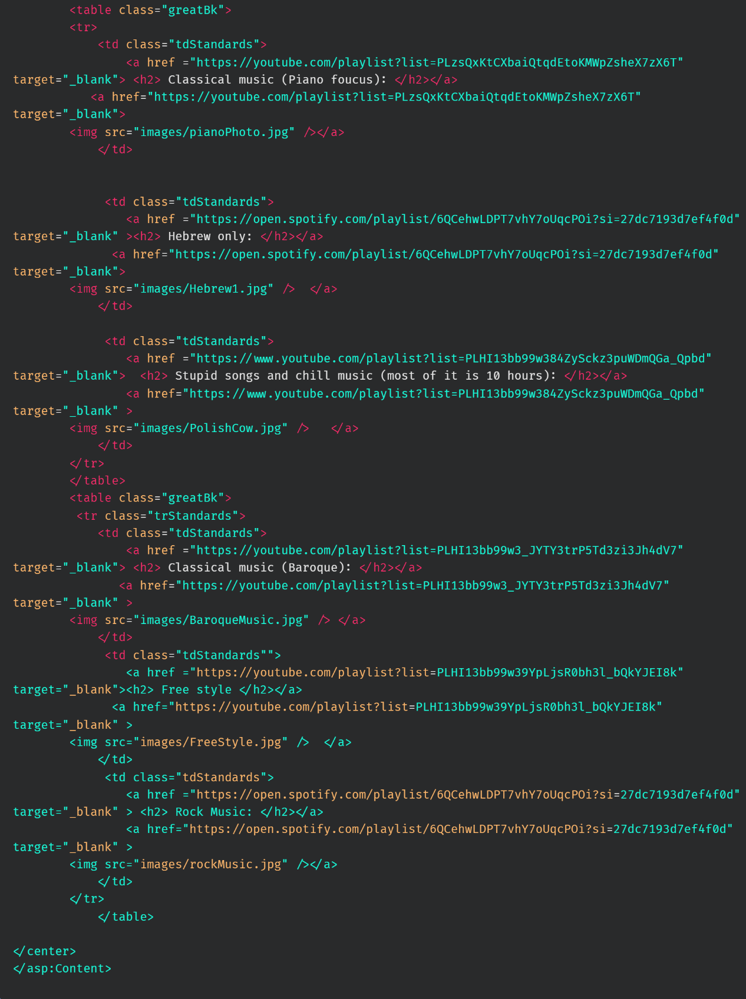 <table class="greatBk">
<tr>
<td class="tdStandards">
<a href ="https://youtube.com/playlist?list=PLzsQxKtCXbaiQtqdEtoKMWpZsheX7zX6T"
target="_blank"> <h2> Classical music (Piano foucus): </h2></a>
<a href="https://youtube.com/playlist?list=PLzsQxKtCXbaiQtqdEtoKMWpZsheX7zX6T"
target="_blank">
<img src="images/pianoPhoto.jpg" /></a>
</td>
<td class="tdStandards">
<a href ="https://open.spotify.com/playlist/6QCehwLDPT7vhY7oUqcPOi?si=27dc7193d7ef4f0d"
target="_blank" ><h2> Hebrew only: </h2></a>
<a href="https://open.spotify.com/playlist/6QCehwLDPT7vhY7oUqcPOi?si=27dc7193d7ef4f0d"
target="_blank">
<img src="images/Hebrew1.jpg" />  </a>
</td>
<td class="tdStandards">
<a href ="https://www.youtube.com/playlist?list=PLHI13bb99w384ZySckz3puWDmQGa_Qpbd"
target="_blank">  <h2> Stupid songs and chill music (most of it is 10 hours): </h2></a>
<a href="https://www.youtube.com/playlist?list=PLHI13bb99w384ZySckz3puWDmQGa_Qpbd"
target="_blank" >
<img src="images/PolishCow.jpg" />   </a>
</td>
</tr>
</table>
<table class="greatBk">
<tr class="trStandards">
<td class="tdStandards">
<a href ="https://youtube.com/playlist?list=PLHI13bb99w3_JYTY3trP5Td3zi3Jh4dV7"
target="_blank"> <h2> Classical music (Baroque): </h2></a>
<a href="https://youtube.com/playlist?list=PLHI13bb99w3_JYTY3trP5Td3zi3Jh4dV7"
target="_blank" >
<img src="images/BaroqueMusic.jpg" /> </a>
</td>
<td class="tdStandards"">
<a href ="https://youtube.com/playlist?list=PLHI13bb99w39YpLjsR0bh3l_bQkYJEI8k"
target="_blank"><h2> Free style </h2></a>
<a href="https://youtube.com/playlist?list=PLHI13bb99w39YpLjsR0bh3l_bQkYJEI8k"
target="_blank" >
<img src="images/FreeStyle.jpg" />  </a>
</td>
<td class="tdStandards">
<a href ="https://open.spotify.com/playlist/6QCehwLDPT7vhY7oUqcPOi?si=27dc7193d7ef4f0d"
target="_blank" > <h2> Rock Music: </h2></a>
<a href="https://open.spotify.com/playlist/6QCehwLDPT7vhY7oUqcPOi?si=27dc7193d7ef4f0d"
target="_blank" >
<img src="images/rockMusic.jpg" /></a>
</td>
</tr>
</table>
</center>
</asp:Content>